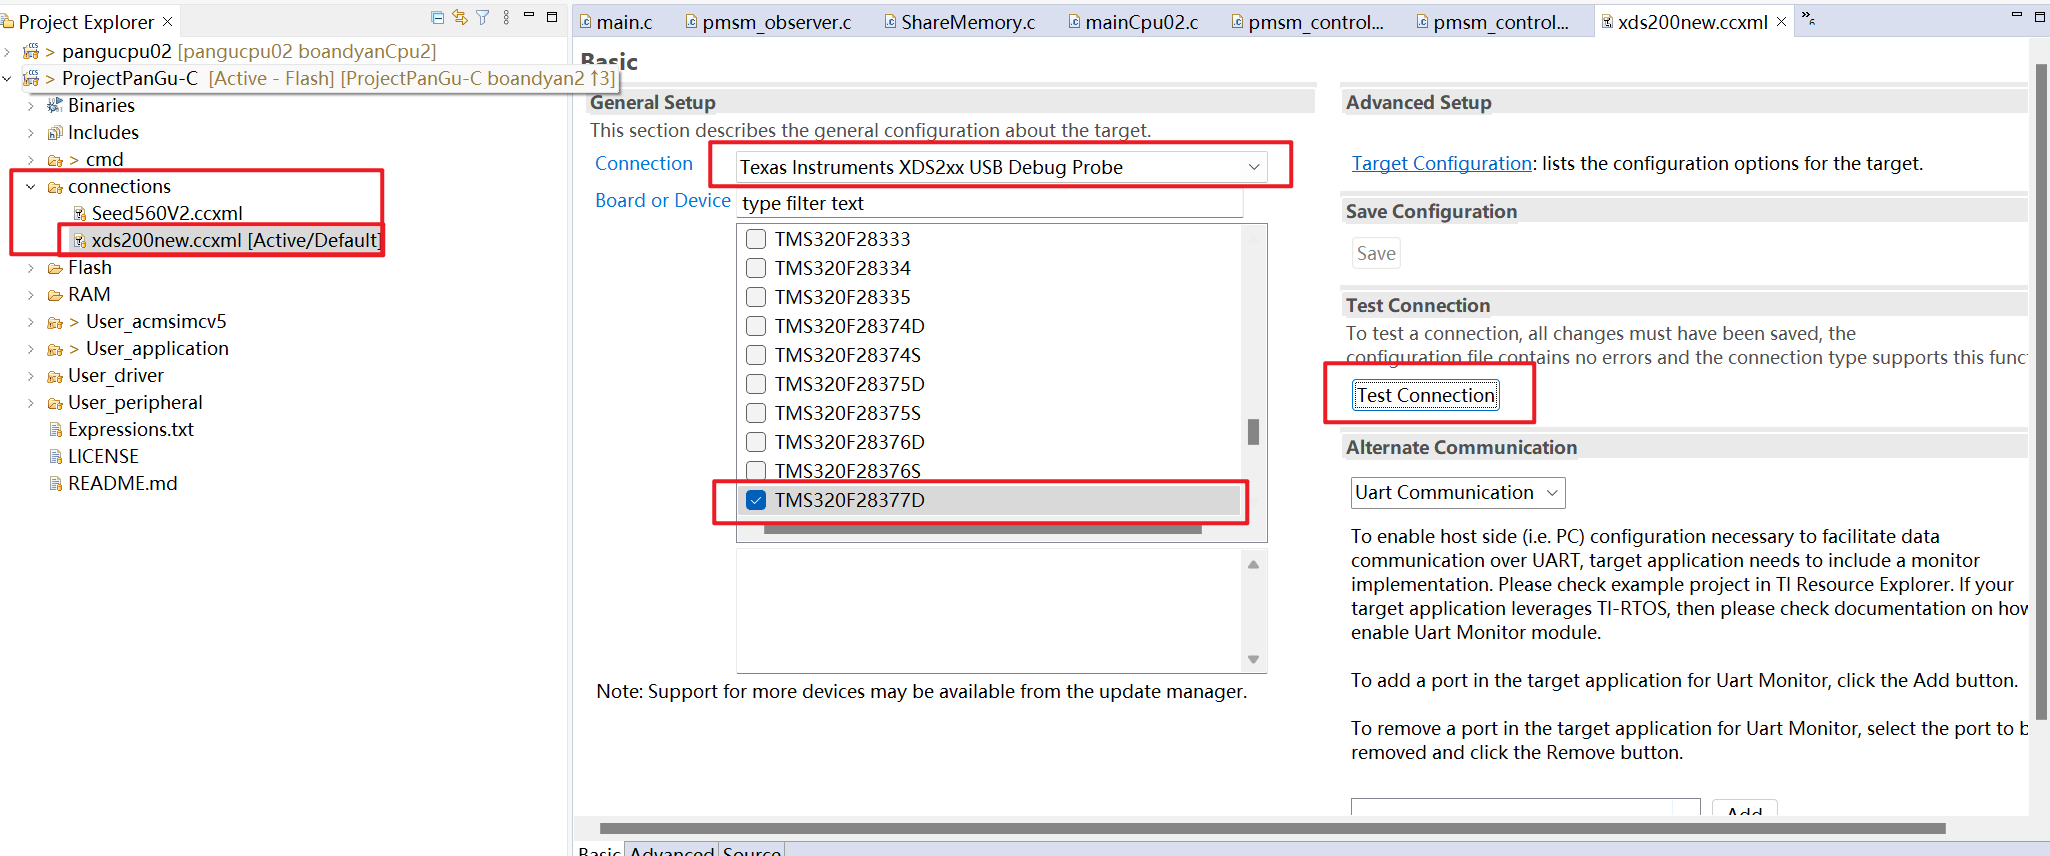 Project Explorer
pangucpu02 [pangucpu02 boandyanCpu2]
> ProjectPanGu-C [Active - Flash] [ProjectPanGu-C boandyan2 ↑3]
Binaries
Includes
> cmd
connections
Seed560V2.ccxml
xds200new.ccxml [Active/Default]
Flash
RAM
> User_acmsimcv5
> User_application
User_driver
User_peripheral
Expressions.txt
LICENSE
README.md
main.c
pmsm_observer.c
ShareMemory.c
mainCpu02.c
pmsm_control...
pmsm_control...
xds200new.ccxml
»6
Basic
General Setup
This section describes the general configuration about the target.
Connection
Texas Instruments XDS2xx USB Debug Probe
Board or Device
type filter text
TMS320F28333
TMS320F28334
TMS320F28335
TMS320F28374D
TMS320F28374S
TMS320F28375D
TMS320F28375S
TMS320F28376D
TMS320F28376S
TMS320F28377D
Note: Support for more devices may be available from the update manager.
Advanced Setup
Target Configuration: lists the configuration options for the target.
Save Configuration
Save
Test Connection
To test a connection, all changes must have been saved, the
configuration file contains no errors and the connection type supports this func
Test Connection
Alternate Communication
Uart Communication
To enable host side (i.e. PC) configuration necessary to facilitate data
communication over UART, target application needs to include a monitor
implementation. Please check example project in TI Resource Explorer. If your
target application leverages TI-RTOS, then please check documentation on how
enable Uart Monitor module.
To add a port in the target application for Uart Monitor, click the Add button.
To remove a port in the target application for Uart Monitor, select the port to b
removed and click the Remove button.
Add
Basic
Advanced
Source